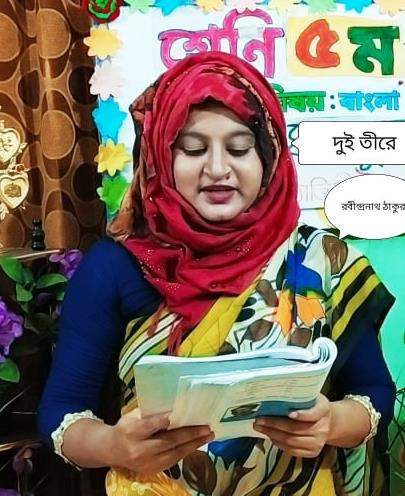 শ্রেণি ৫ম
বিষয় : বাংলা
দুই তীরে
রবীন্দ্রনাথ ঠাকুর